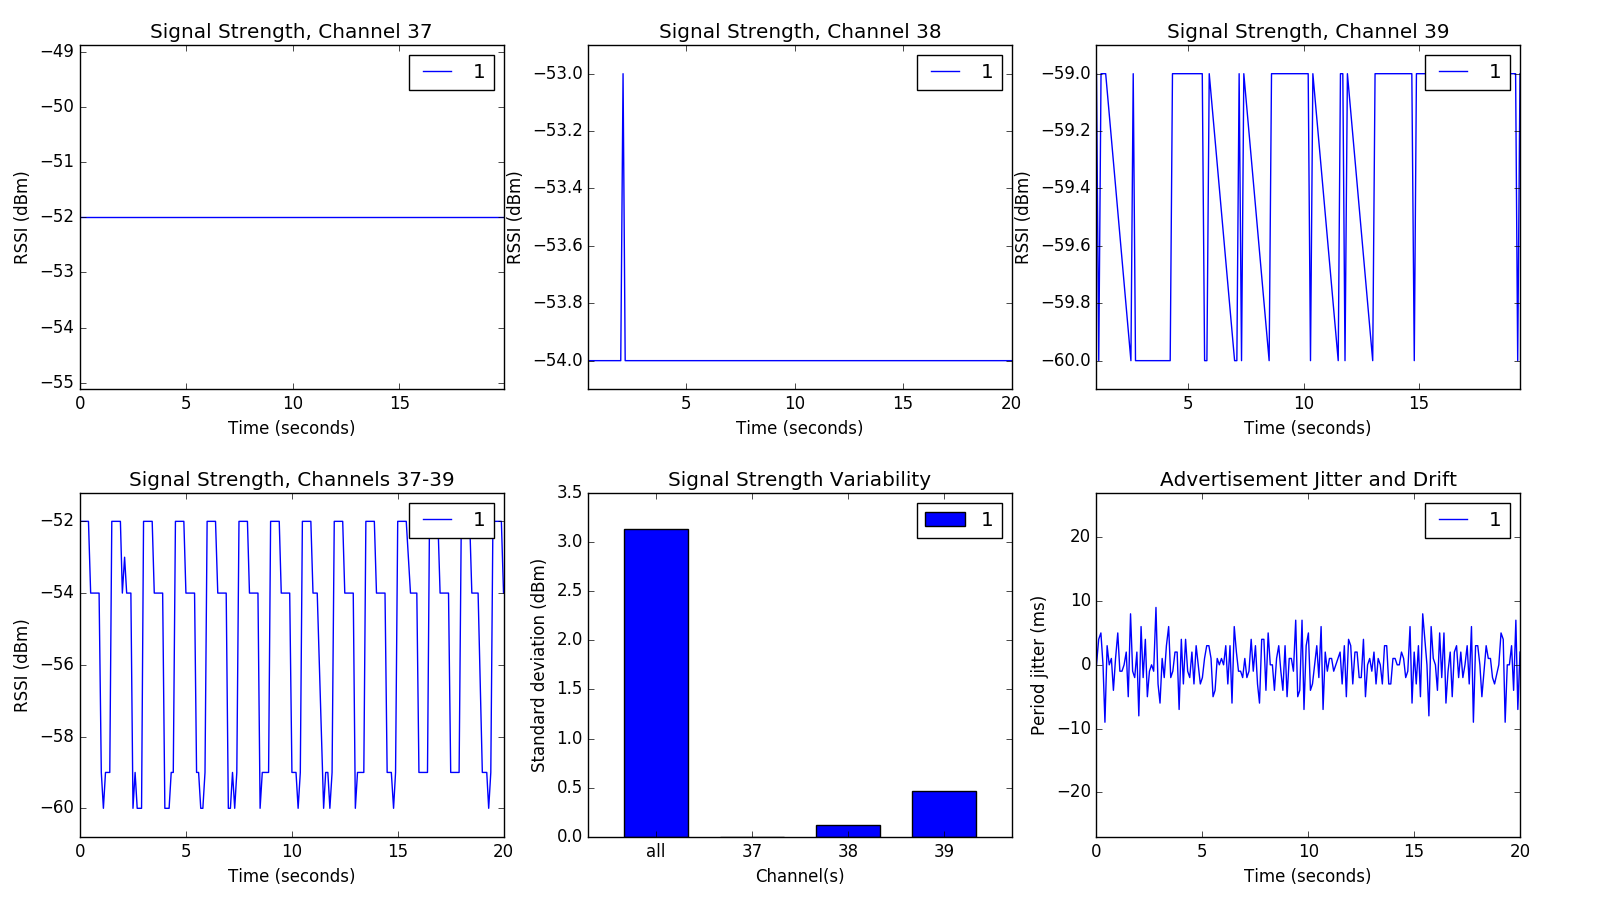 Signal Strength, Channel 37
1
−49
−50
−51
−52
−53
−54
−55
RSSI (dBm)
0 5 10 15
Time (seconds)
Signal Strength, Channel 38
1
−53.0
−53.2
−53.4
−53.6
−53.8
−54.0
RSSI (dBm)
5 10 15 20
Time (seconds)
Signal Strength, Channel 39
1
−59.0
−59.2
−59.4
−59.6
−59.8
−60.0
RSSI (dBm)
5 10 15
Time (seconds)
Signal Strength, Channels 37-39
1
−52
−54
−56
−58
−60
RSSI (dBm)
0 5 10 15 20
Time (seconds)
Signal Strength Variability
1
3.5
3.0
2.5
2.0
1.5
1.0
0.5
0.0
Standard deviation (dBm)
all 37 38 39
Channel(s)
Advertisement Jitter and Drift
1
20
10
0
−10
−20
Period jitter (ms)
0 5 10 15 20
Time (seconds)